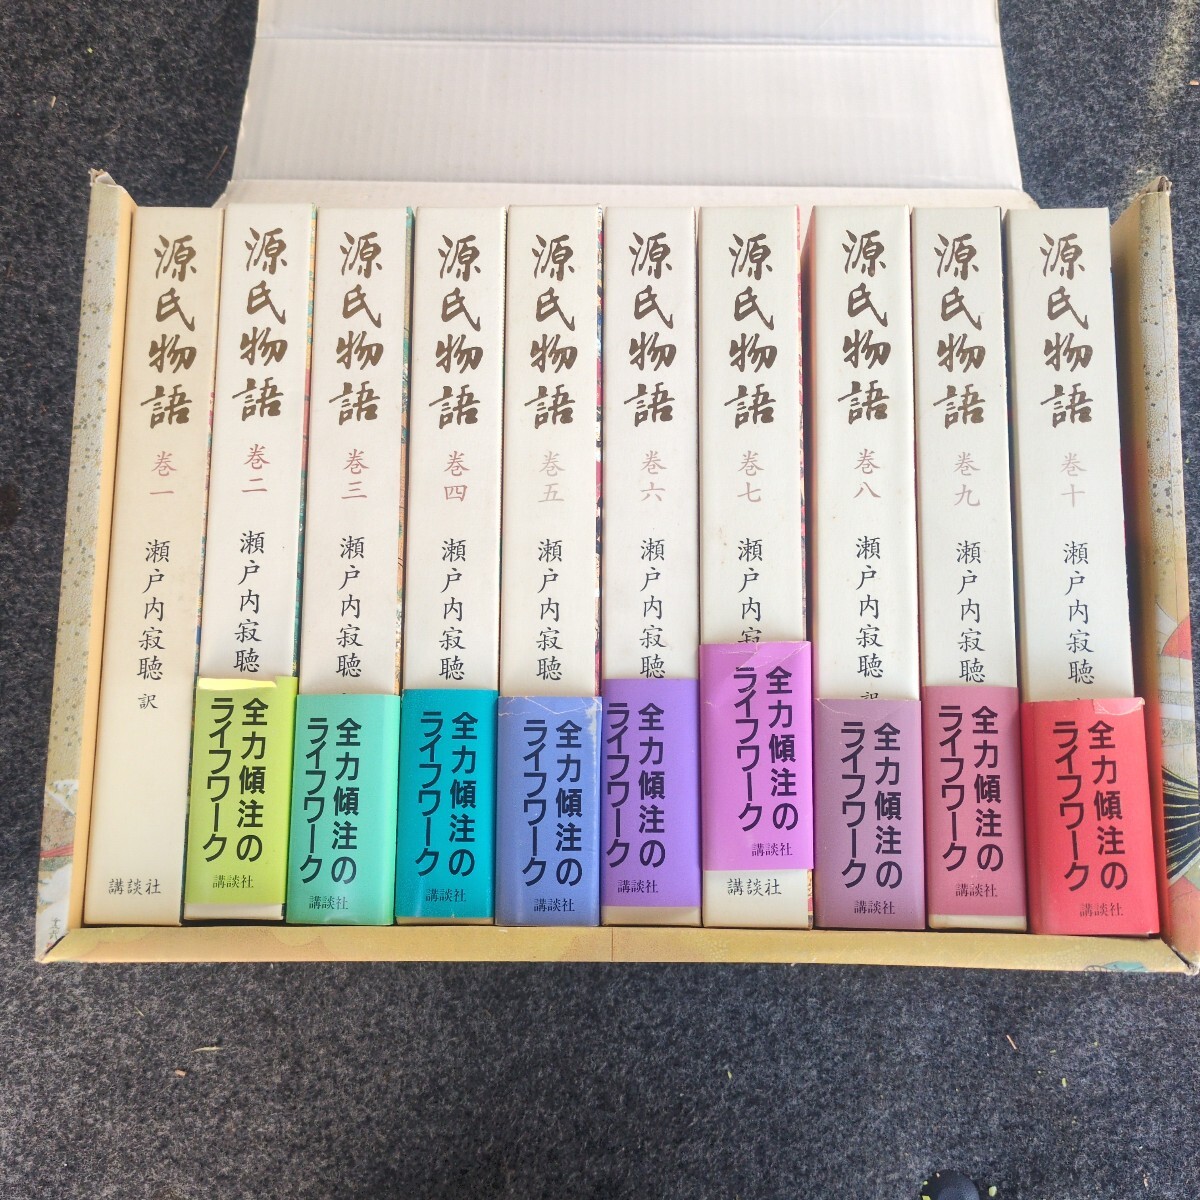 源氏物語 巻一 瀬戸内寂聴 訳
講談社
源氏物語 巻二 瀬戸内寂聴
全力傾注の
ライフワーク
講談社
源氏物語 巻三 瀬戸内寂聴
全力傾注の
ライフワーク
講談社
源氏物語 巻四 瀬戸内寂聴
全力傾注の
ライフワーク
講談社
源氏物語 巻五 瀬戸内寂聴
全力傾注の
ライフワーク
講談社
源氏物語 巻六 瀬戸内寂聴
全力傾注の
ライフワーク
講談社
源氏物語 巻七 瀬戸内寂
全力傾注の
ライフワーク
講談社
講談社
源氏物語 巻八 瀬戸内寂聴 訳
全力傾注の
ライフワーク
講談社
源氏物語 巻九 瀬戸内寂聴
全力傾注の
ライフワーク
講談社
源氏物語 巻十 瀬戸内寂聴
全力傾注の
ライフワーク
講談社